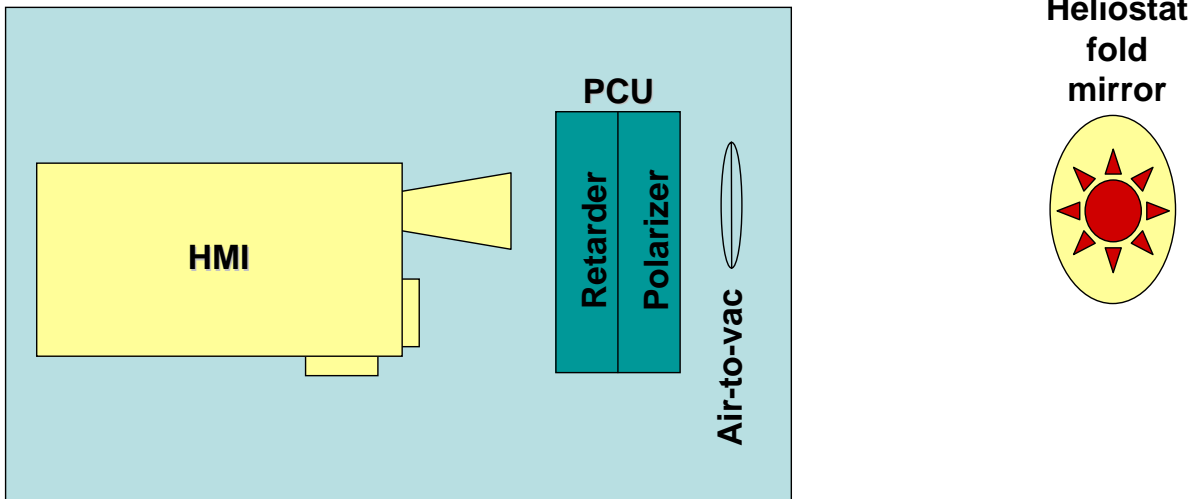 Heliostat
fold
mirror
PCU
HMI
Retarder
Polarizer
Air-to-vac